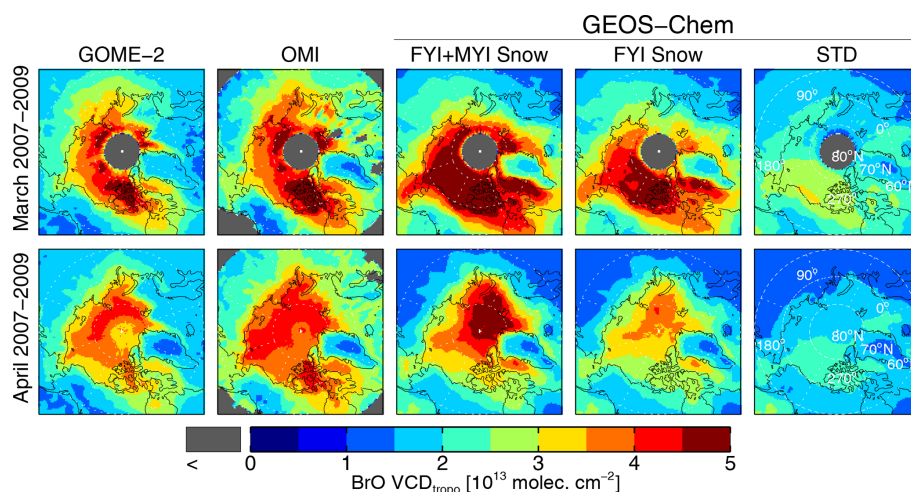 GEOS−Chem
GOME−2 OMI FYI+MYI Snow FYI Snow STD
March 2007−2009
90° 0° 180° 80°N 70°N 60°N 270°
April 2007−2009
90° 0° 180° 80°N 70°N 60°N 270°
< 0 1 2 3 4 5
BrO VCD_tropo [10^13 molec. cm^−2]